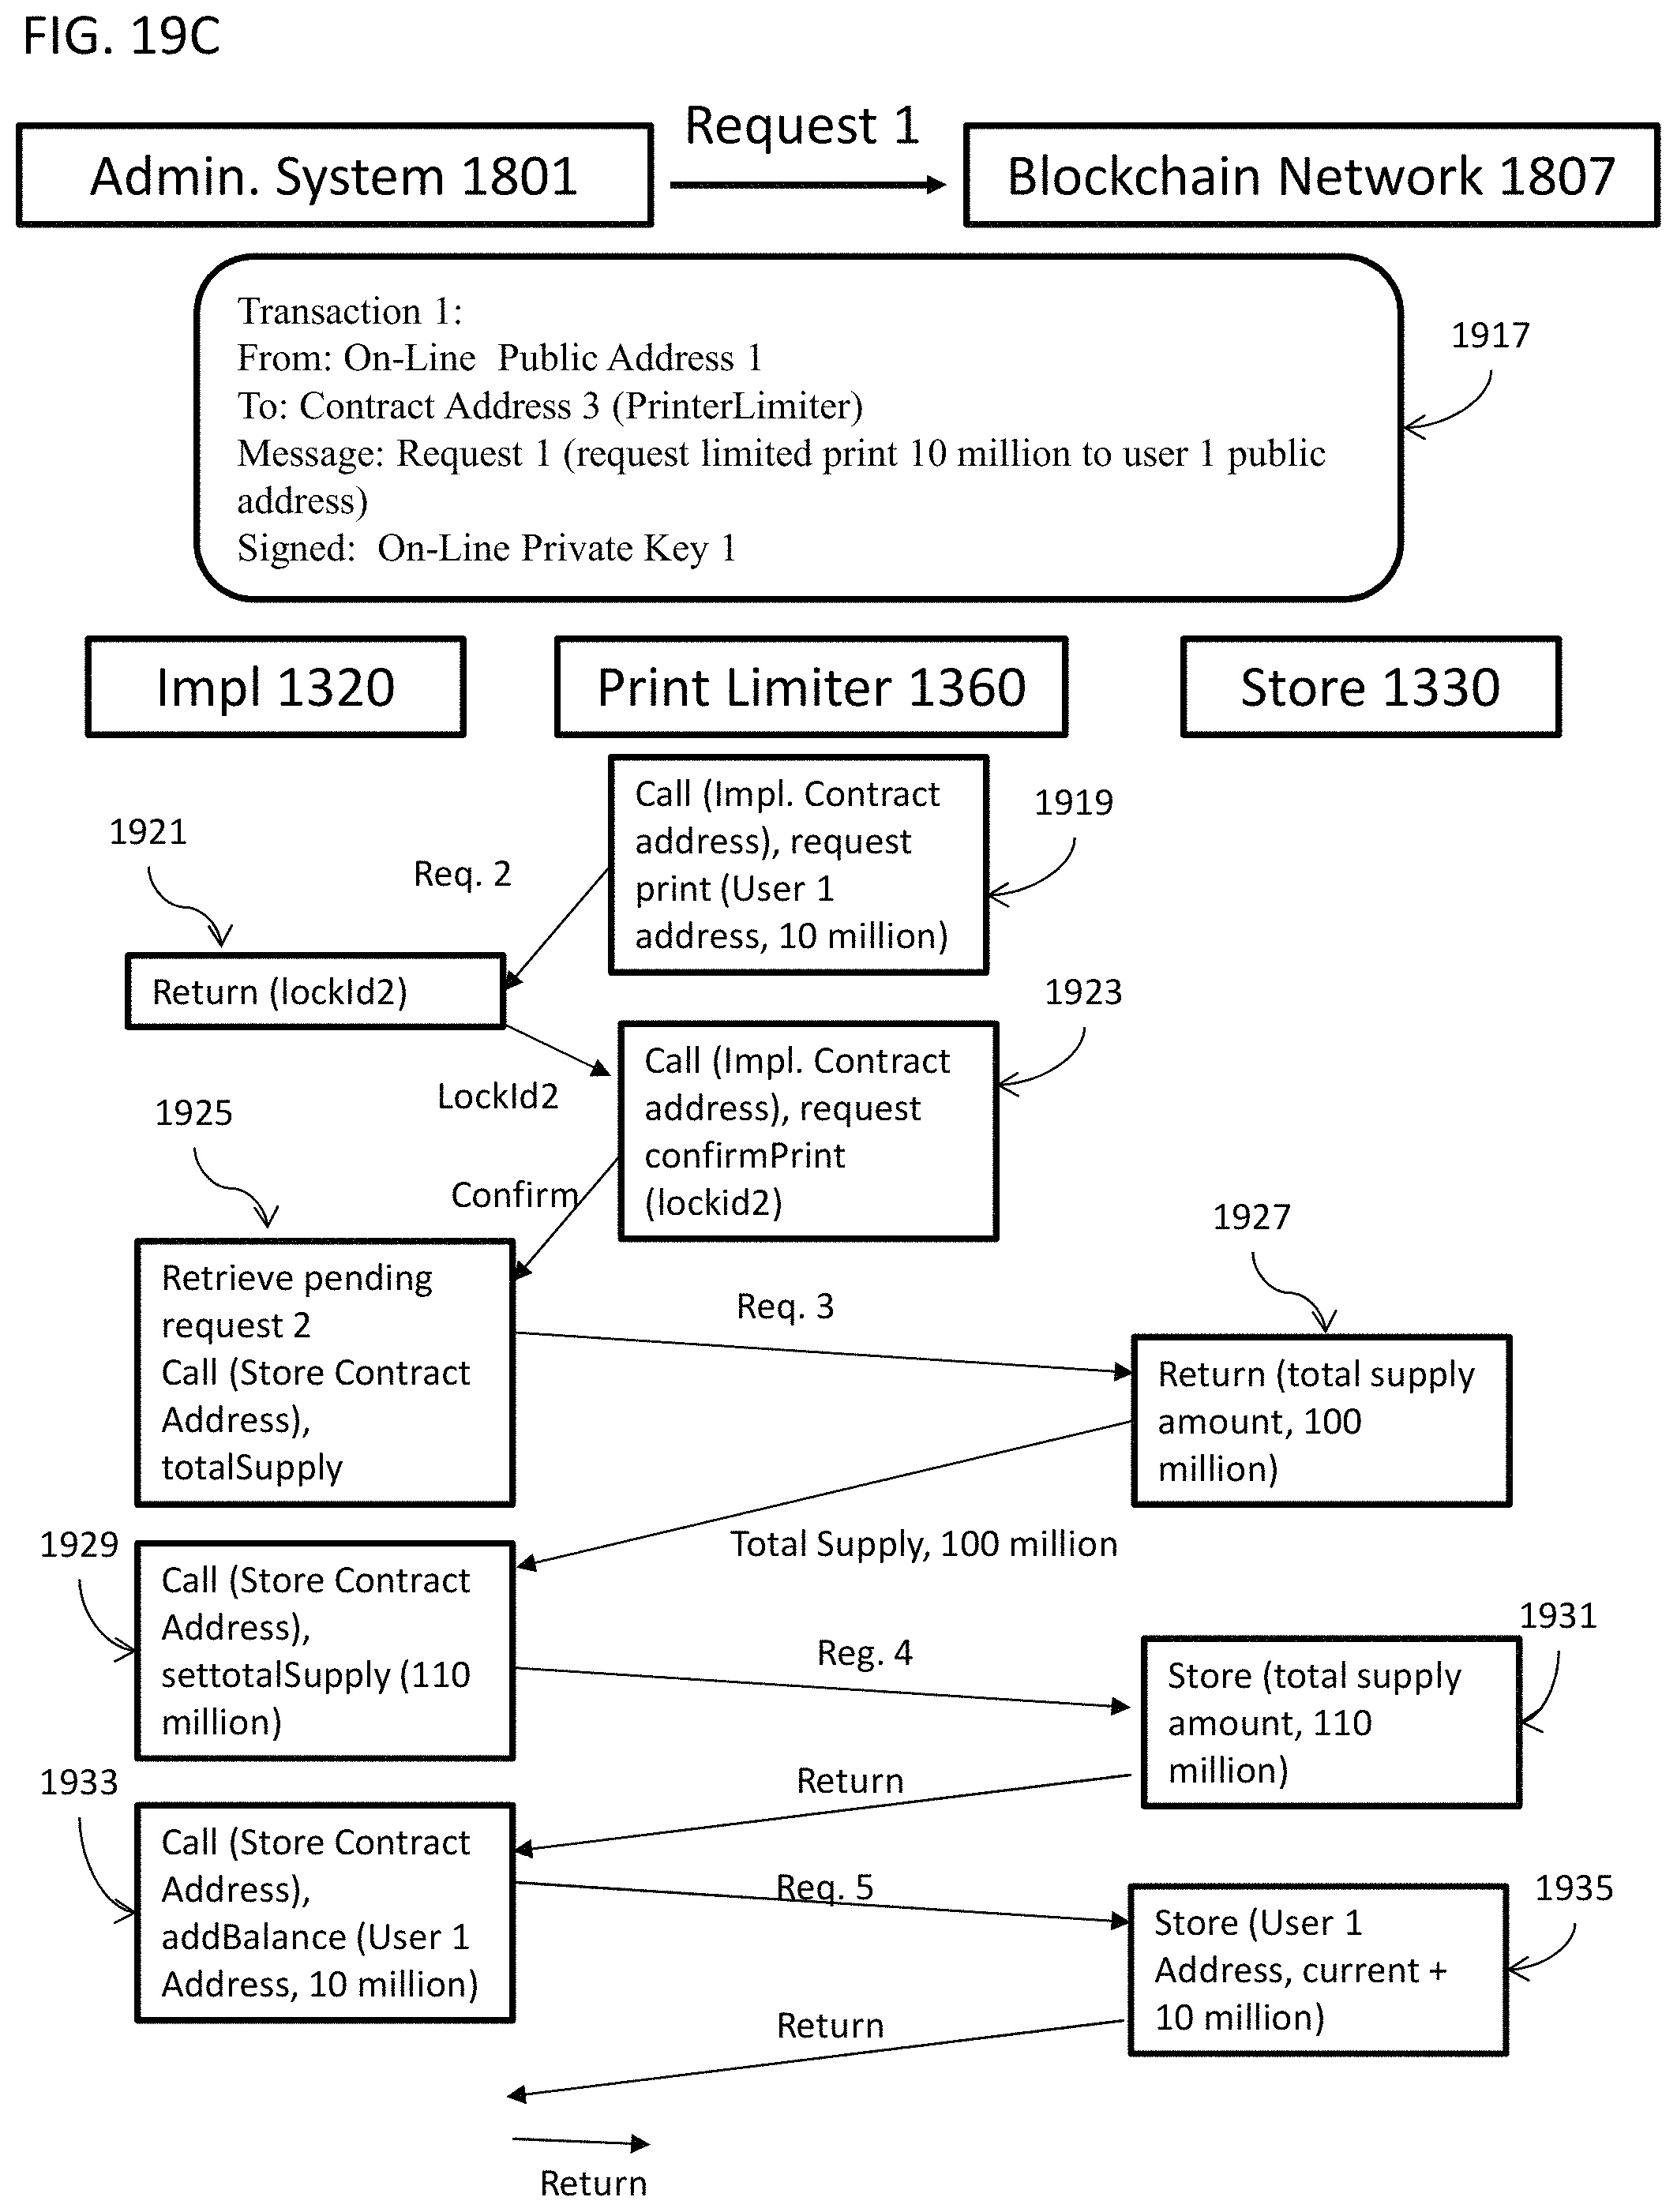 FIG. 19C
Request 1
Admin. System 1801
Blockchain Network 1807
Transaction 1:
From: On-Line Public Address 1
To: Contract Address 3 (PrinterLimiter)
Message: Request 1 (request limited print 10 million to user 1 public
address)
Signed: On-Line Private Key 1
1917
Impl 1320
Print Limiter 1360
Store 1330
Call (Impl. Contract
address), request
print (User 1
address, 10 million)
1919
1921
Req. 2
Return (lockId2)
1923
LockId2
Call (Impl. Contract
address), request
confirmPrint
(lockid2)
1925
Confirm
1927
Retrieve pending
request 2
Call (Store Contract
Address),
totalSupply
Req. 3
Return (total supply
amount, 100
million)
Total Supply, 100 million
1929
Call (Store Contract
Address),
settotalSupply (110
million)
Reg. 4
1931
Store (total supply
amount, 110
million)
Return
1933
Call (Store Contract
Address),
addBalance (User 1
Address, 10 million)
Req. 5
1935
Store (User 1
Address, current +
10 million)
Return
Return